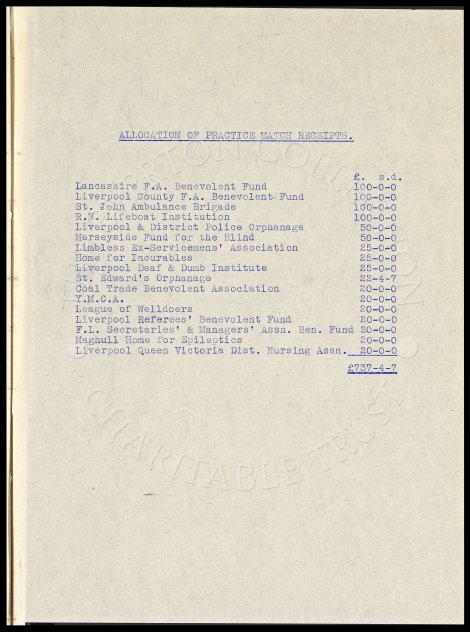 ALLOCATION OF PRACTICE MATCH RECEIPTS.
£. s.d.
Lancashire F.A. Benevolent Fund 100-0-0
Liverpool County F.A. Benevolent Fund 100-0-0
St. John Ambulance Brigade 100-0-0
R.N. Lifeboat Institution 100-0-0
Liverpool & District Police Orphanage 50-0-0
Merseyside Fund for the Blind 50-0-0
Limbless Ex-Servicemens' Association 25-0-0
Home for Incurables 25-0-0
Liverpool Deaf & Dumb Institute 25-0-0
St. Edward's Orphanage 22-4-7
Coal Trade Benevolent Association 20-0-0
Y.M.C.A. 20-0-0
League of Welldoers 20-0-0
Liverpool Referees' Benevolent Fund 20-0-0
F.L. Secretaries' & Managers' Assn. Ben. Fund 20-0-0
Maghull Home for Epileptics 20-0-0
Liverpool Queen Victoria Dist. Nursing Assn. 20-0-0
£737-4-7
CHARITABLE TRUST